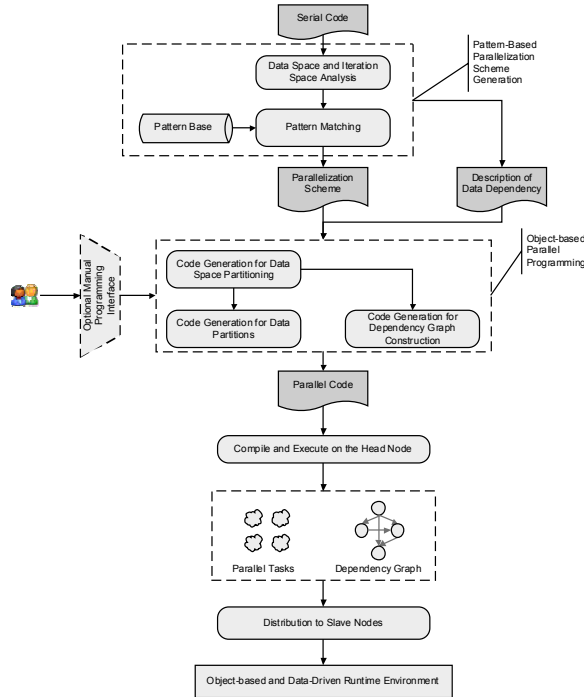 Serial Code
Data Space and Iteration
Space Analysis
Pattern-Based
Parallelization
Scheme
Generation
Pattern Base
Pattern Matching
Parallelization
Scheme
Description of
Data Dependency
Optional Manual
Programming
Interface
Code Generation for Data
Space Partitioning
Object-based
Parallel
Programming
Code Generation for Data
Partitions
Code Generation for
Dependency Graph
Construction
Parallel Code
Compile and Execute on the Head Node
Parallel Tasks
Dependency Graph
Distribution to Slave Nodes
Object-based and Data-Driven Runtime Environment